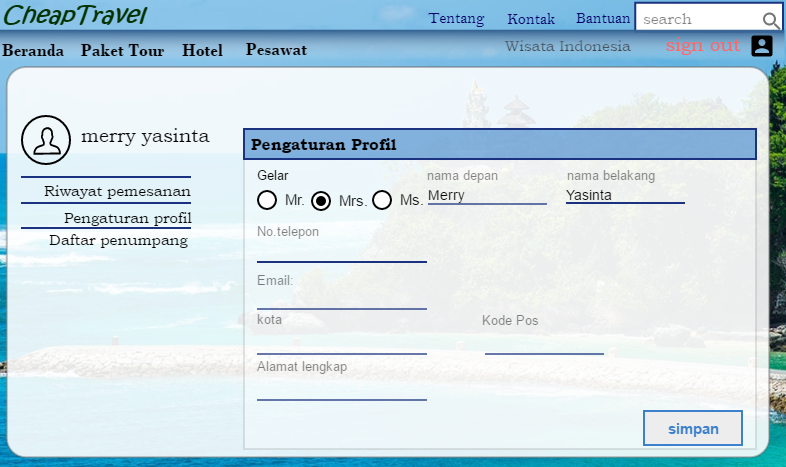 CheapTravel
Tentang Kontak Bantuan search
Beranda Paket Tour Hotel Pesawat Wisata Indonesia sign out
merry yasinta
Riwayat pemesanan
Pengaturan profil
Daftar penumpang
Pengaturan Profil
Gelar nama depan nama belakang
Mr. Mrs. Ms. Merry Yasinta
No.telepon
Email:
kota Kode Pos
Alamat lengkap
simpan